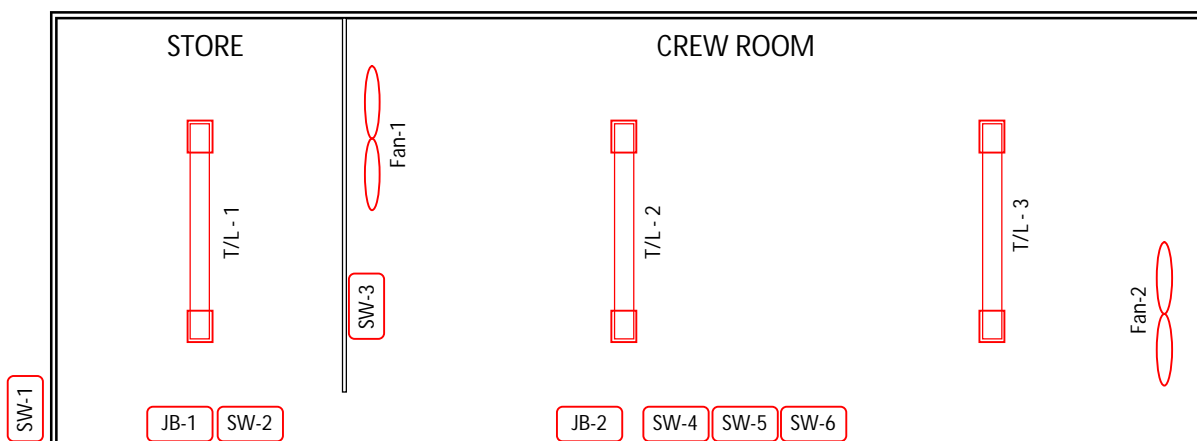 STORE
CREW ROOM
Fan-1
T/L - 1
T/L - 2
T/L - 3
SW-3
Fan-2
SW-1
JB-1
SW-2
JB-2
SW-4
SW-5
SW-6